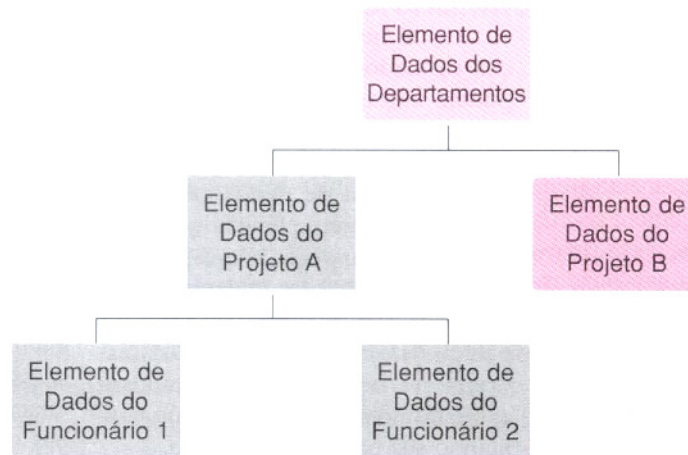 Elemento de
Dados dos
Departamentos
Elemento de
Dados do
Projeto A
Elemento de
Dados do
Projeto B
Elemento de
Dados do
Funcionário 1
Elemento de
Dados do
Funcionário 2